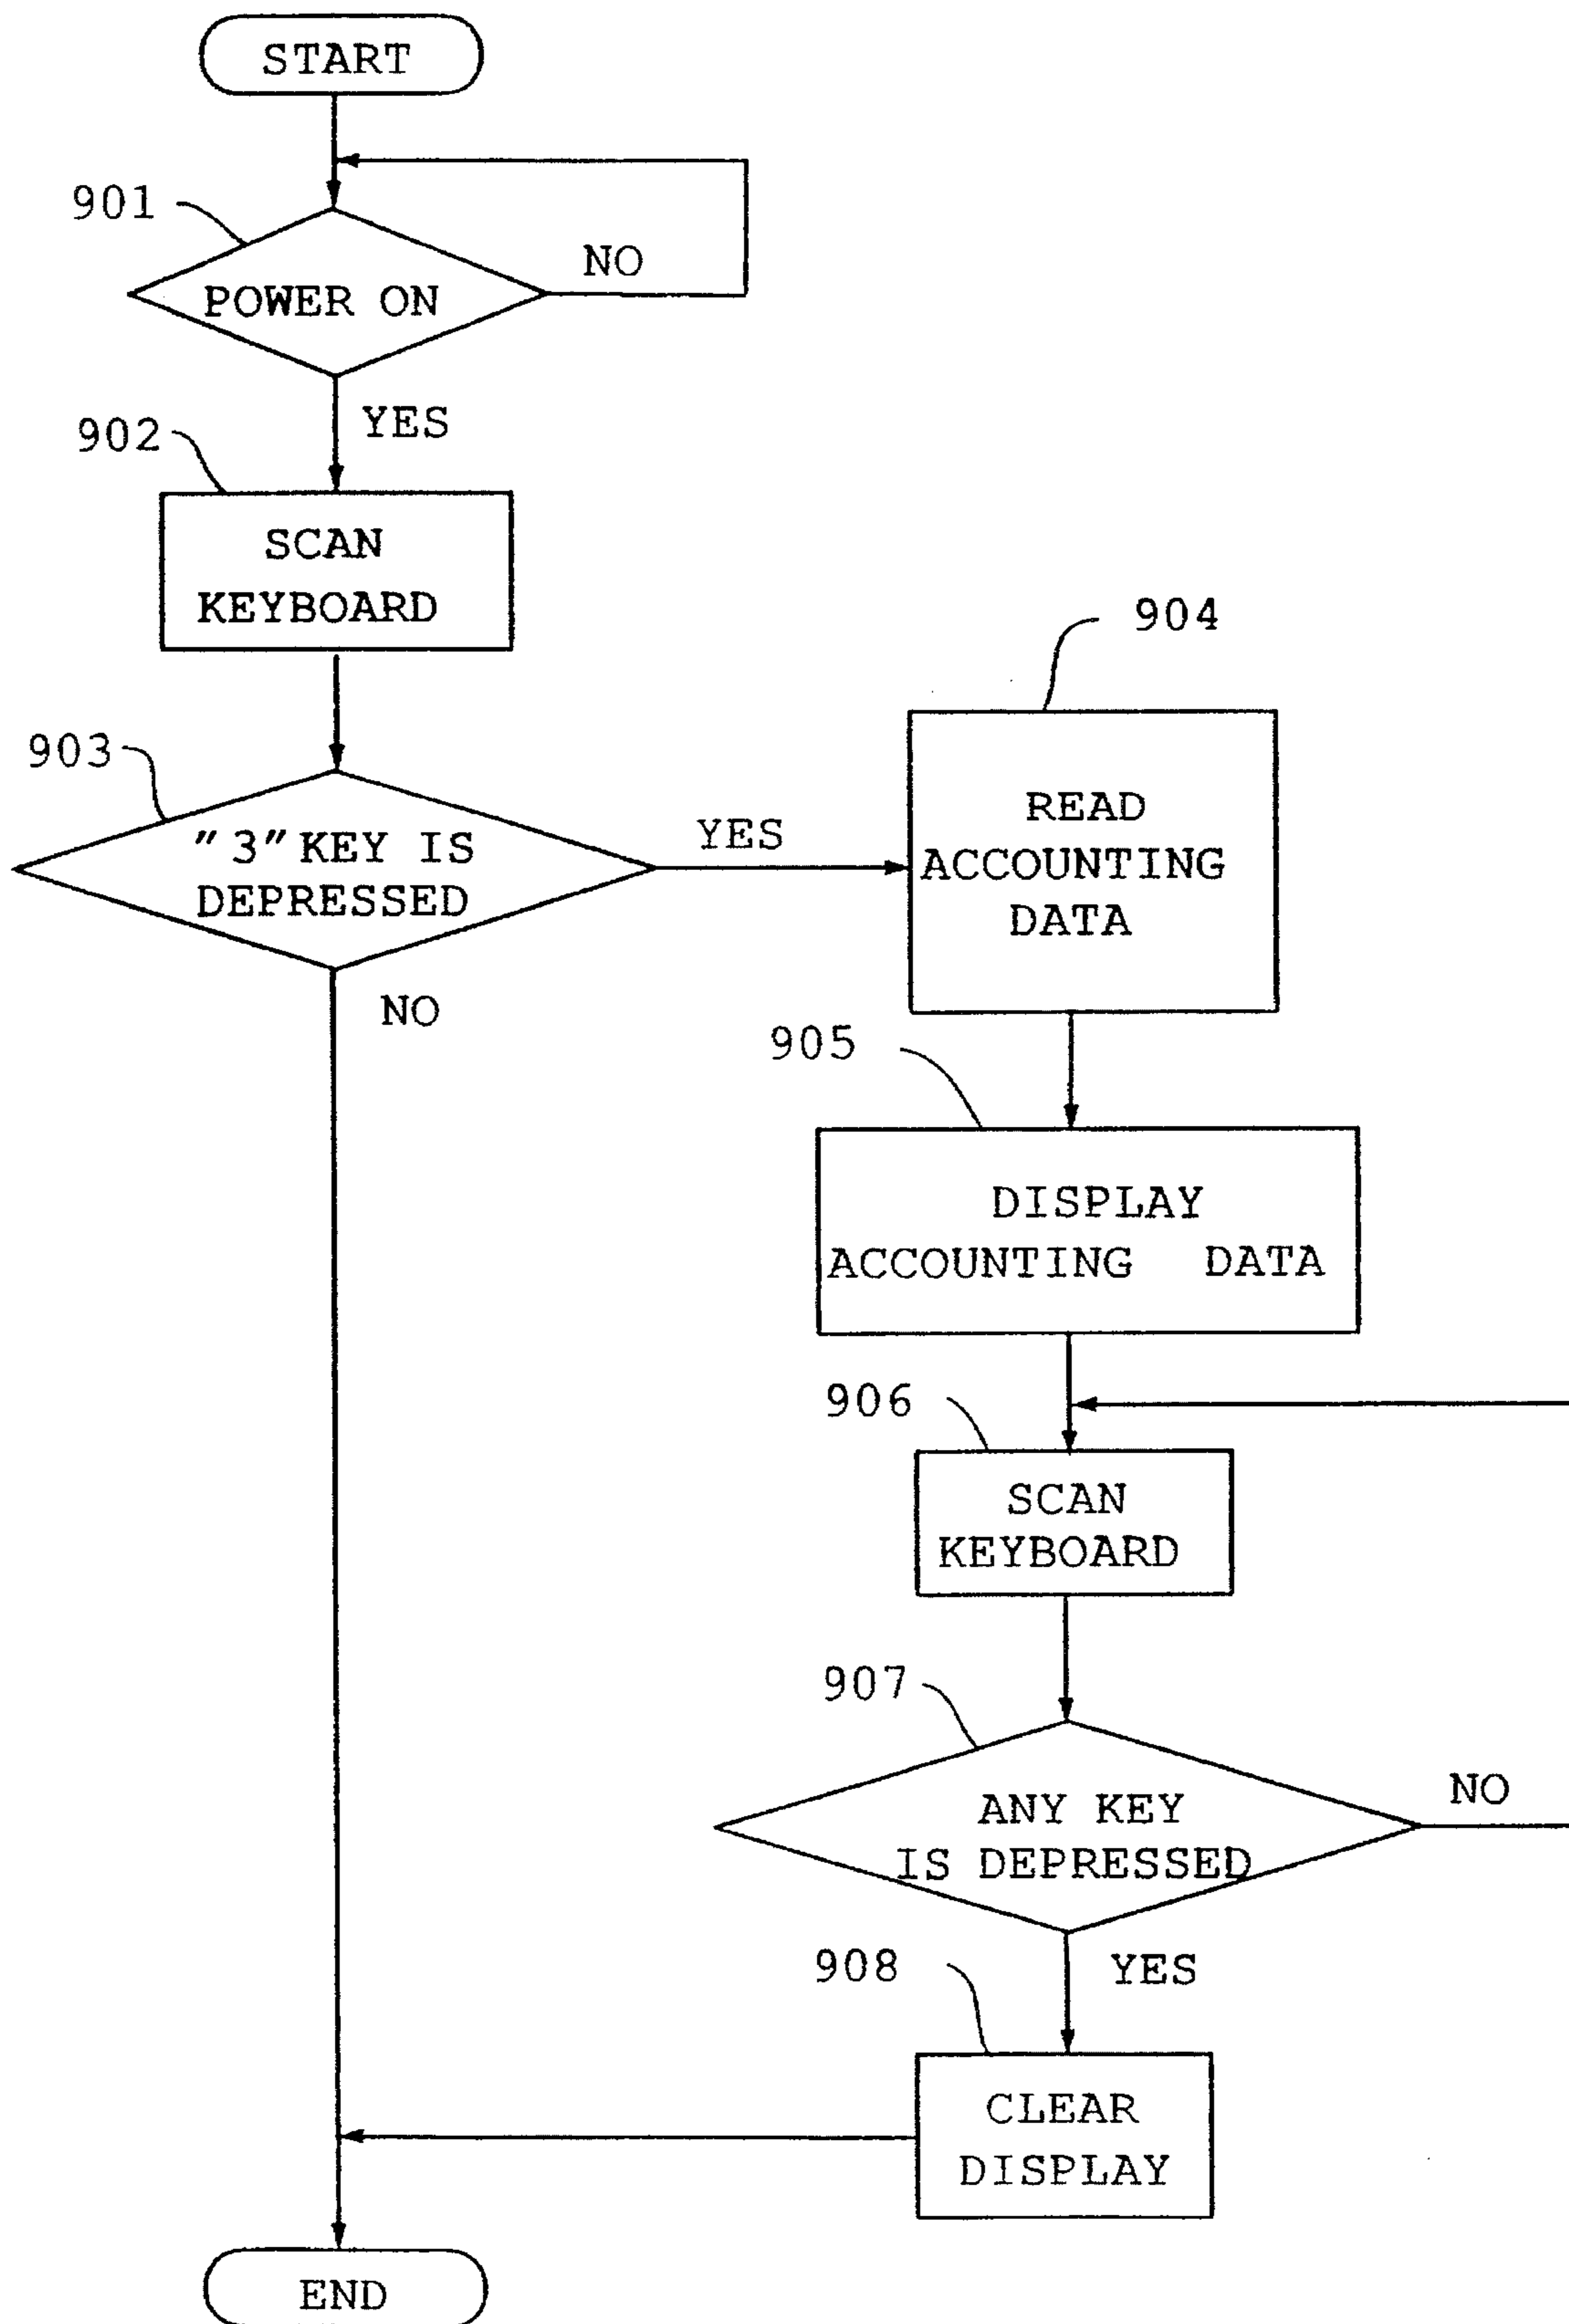 START
901
POWER ON
NO
YES
902
SCAN
KEYBOARD
903
"3" KEY IS
DEPRESSED
YES
NO
904
READ
ACCOUNTING
DATA
905
DISPLAY
ACCOUNTING DATA
906
SCAN
KEYBOARD
907
ANY KEY
IS DEPRESSED
NO
YES
908
CLEAR
DISPLAY
END